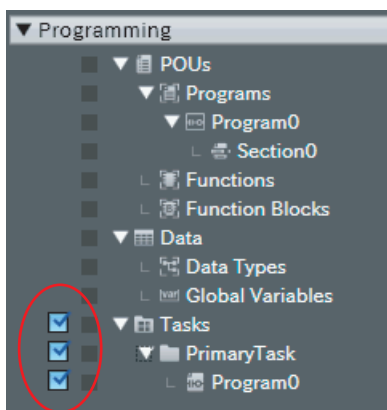 Programming
POUs
Programs
Program0
Section0
Functions
Function Blocks
Data
Data Types
Global Variables
Tasks
PrimaryTask
Program0